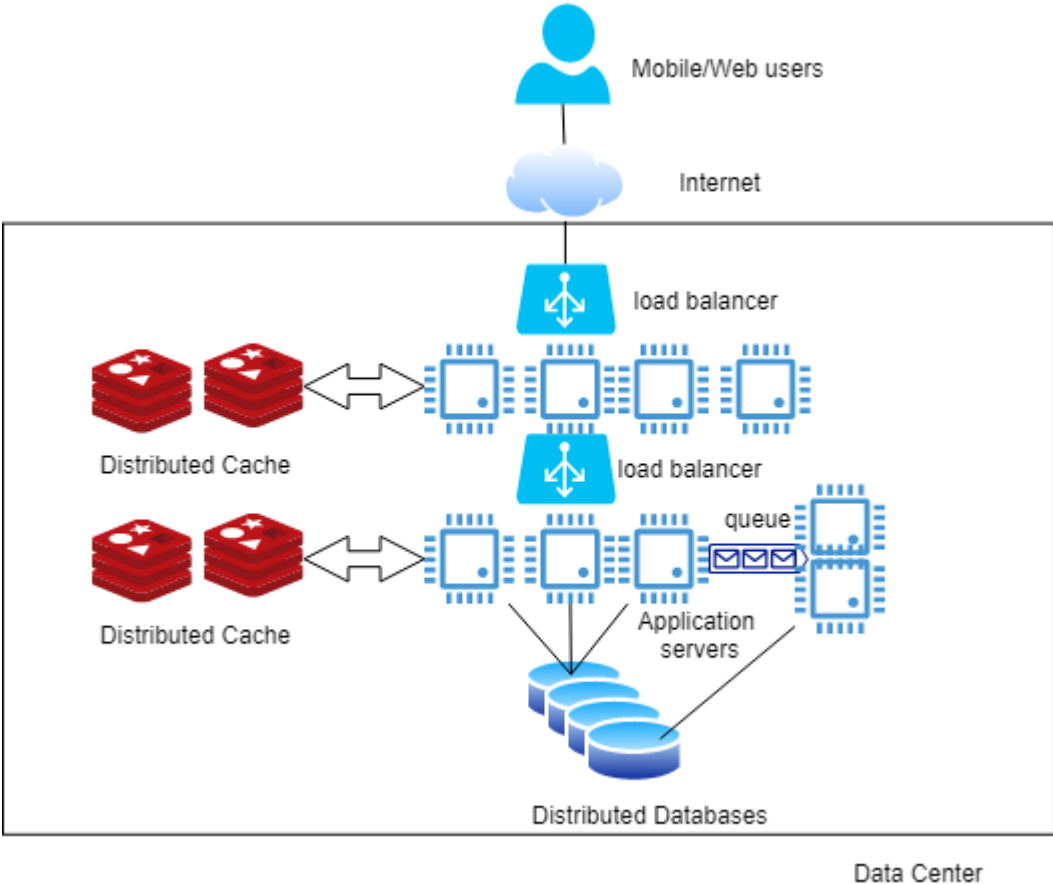 Mobile/Web users
Internet
load balancer
Distributed Cache
load balancer
queue
Distributed Cache
Application
servers
Distributed Databases
Data Center